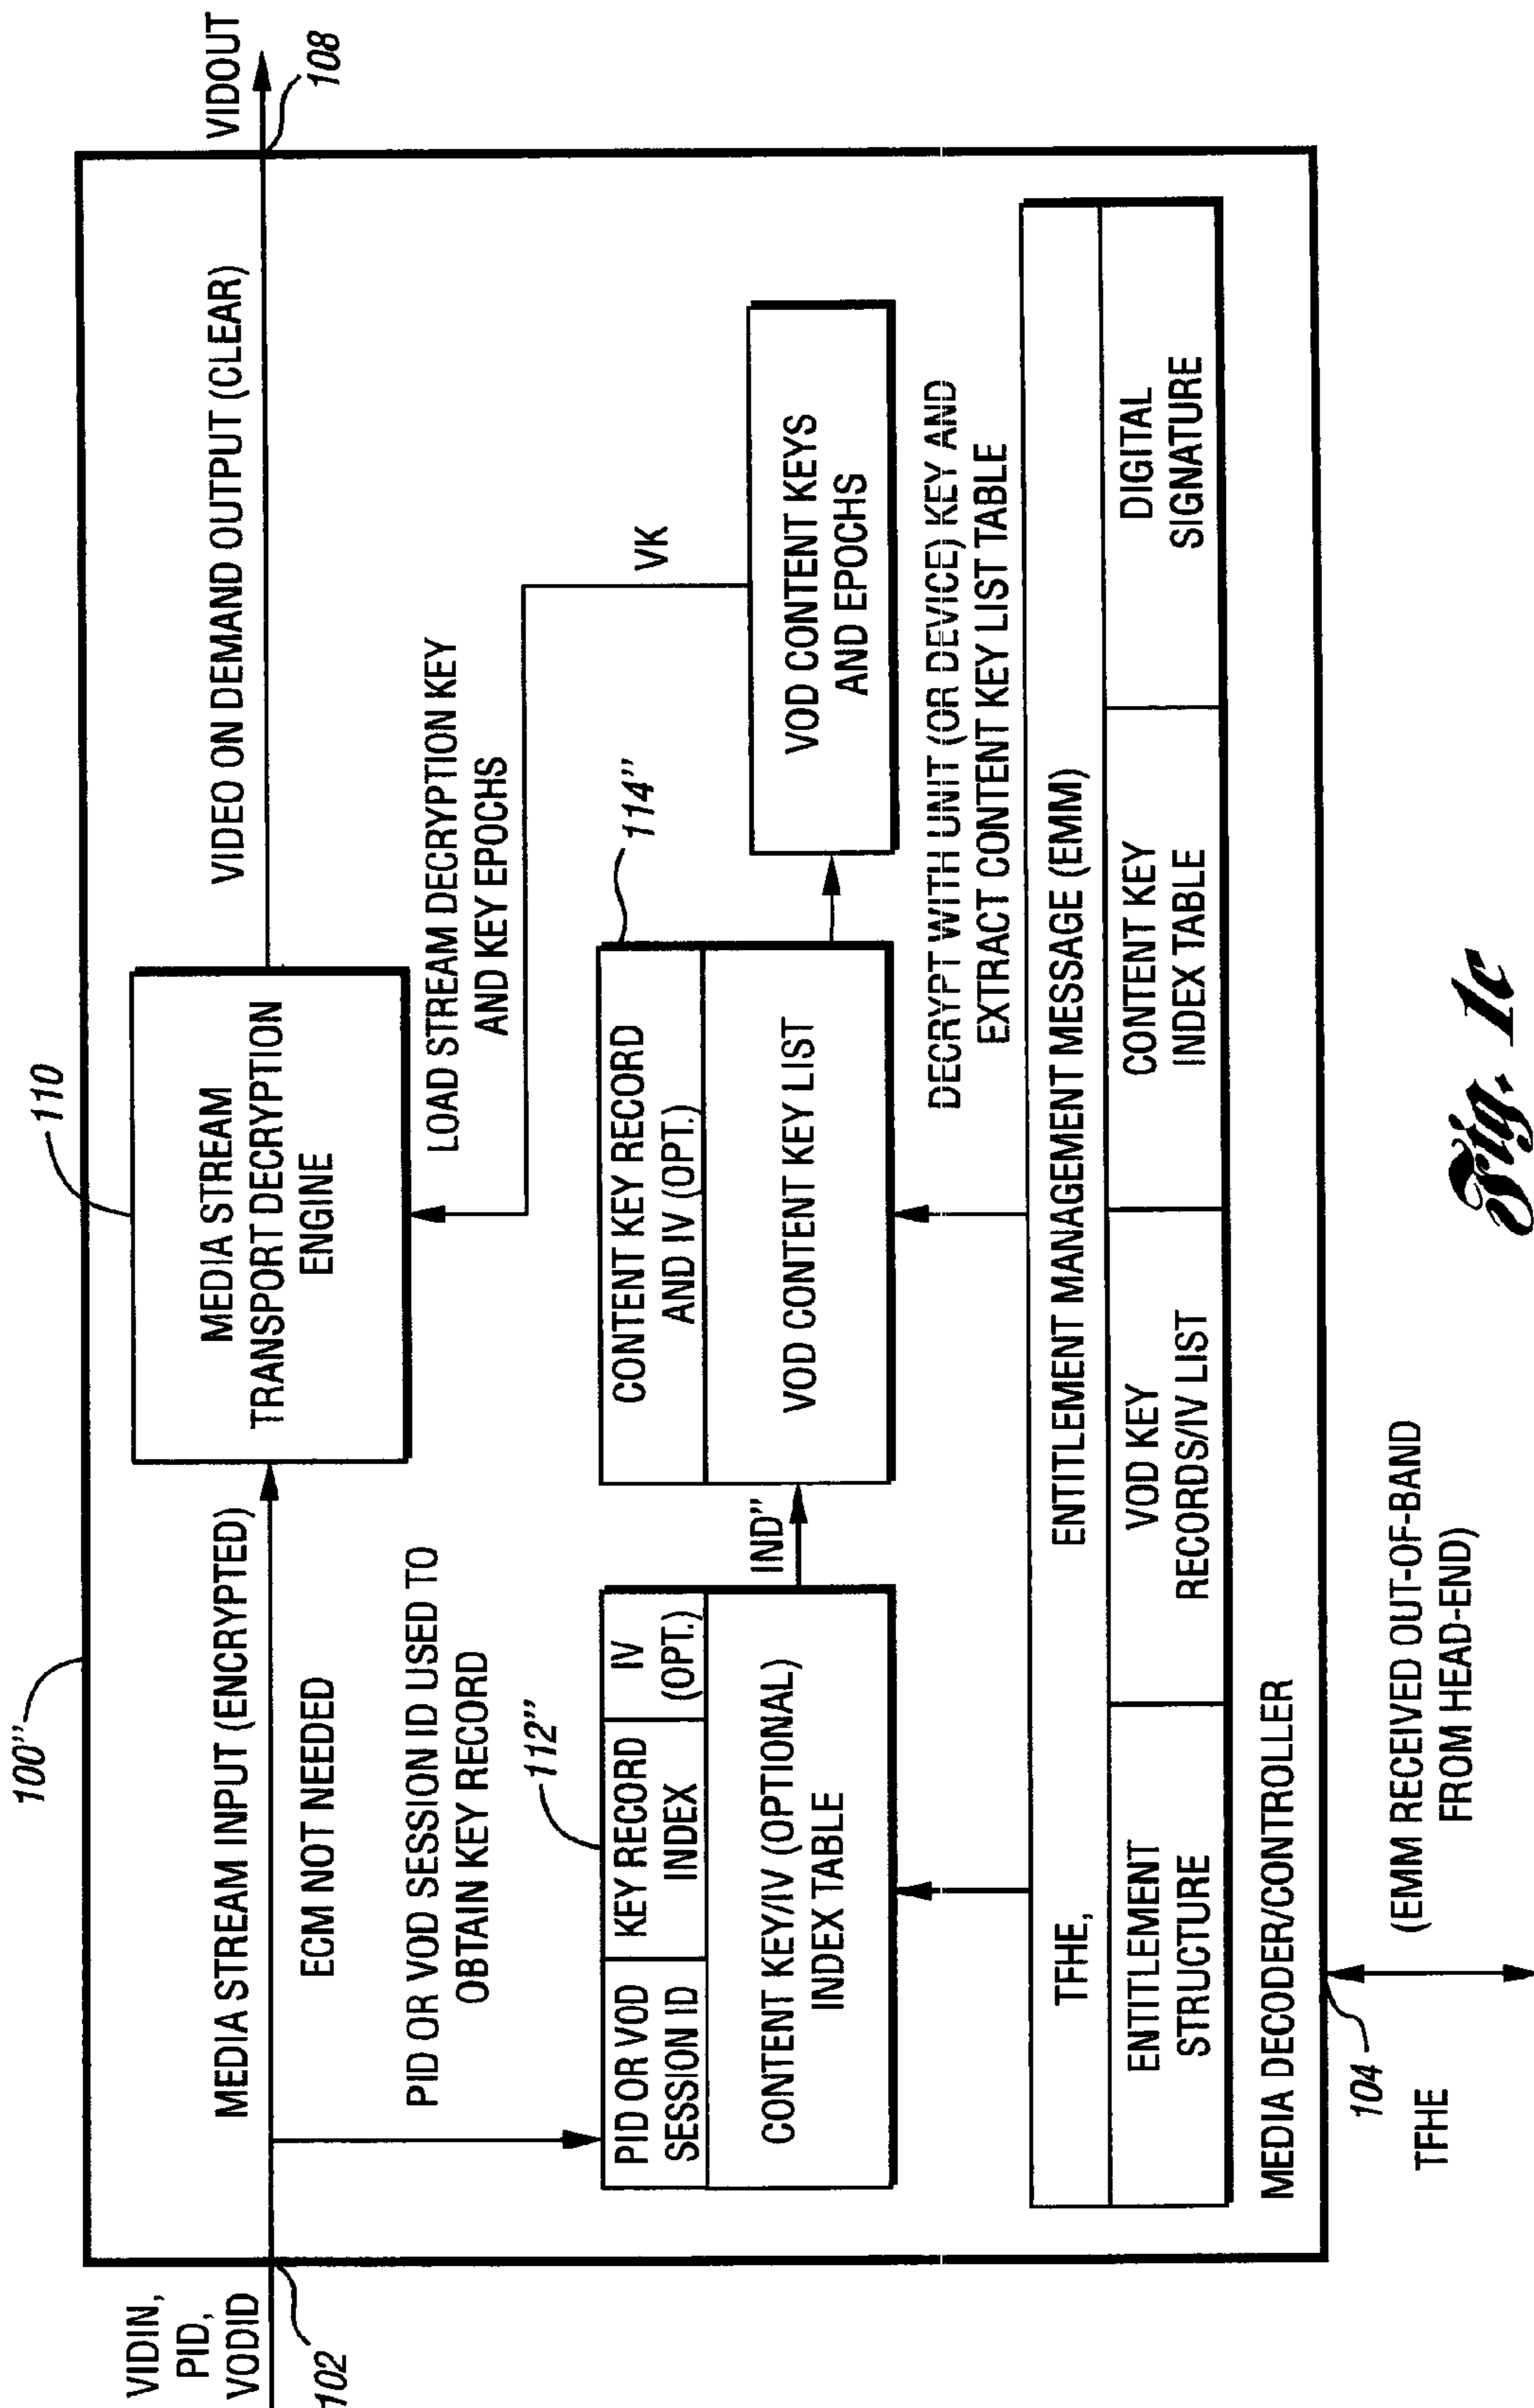 100"
VIDIN,
PID,
VODID
102
MEDIA STREAM INPUT (ENCRYPTED)
ECM NOT NEEDED
PID OR VOD SESSION ID USED TO
OBTAIN KEY RECORD
110
MEDIA STREAM
TRANSPORT DECRYPTION
ENGINE
VIDEO ON DEMAND OUTPUT (CLEAR)
VIDOUT
108
LOAD STREAM DECRYPTION KEY
AND KEY EPOCHS
VK
112"
PID OR VOD
SESSION ID
KEY RECORD
INDEX
IV
(OPT.)
CONTENT KEY/IV (OPTIONAL)
INDEX TABLE
IND"
114"
CONTENT KEY RECORD
AND IV (OPT.)
VOD CONTENT KEY LIST
VOD CONTENT KEYS
AND EPOCHS
DECRYPT WITH UNIT (OR DEVICE) KEY AND
EXTRACT CONTENT KEY LIST TABLE
TFHE,
ENTITLEMENT MANAGEMENT MESSAGE (EMM)
ENTITLEMENT
STRUCTURE
VOD KEY
RECORDS/IV LIST
CONTENT KEY
INDEX TABLE
DIGITAL
SIGNATURE
MEDIA DECODER/CONTROLLER
104
TFHE
(EMM RECEIVED OUT-OF-BAND
FROM HEAD-END)
Fig. 1c